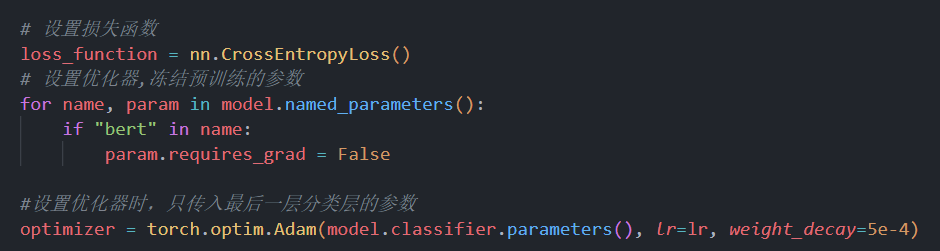 # 设置损失函数
loss_function = nn.CrossEntropyLoss()
# 设置优化器,冻结预训练的参数
for name, param in model.named_parameters():
    if "bert" in name:
        param.requires_grad = False
#设置优化器时，只传入最后一层分类层的参数
optimizer = torch.optim.Adam(model.classifier.parameters(), lr=lr, weight_decay=5e-4)